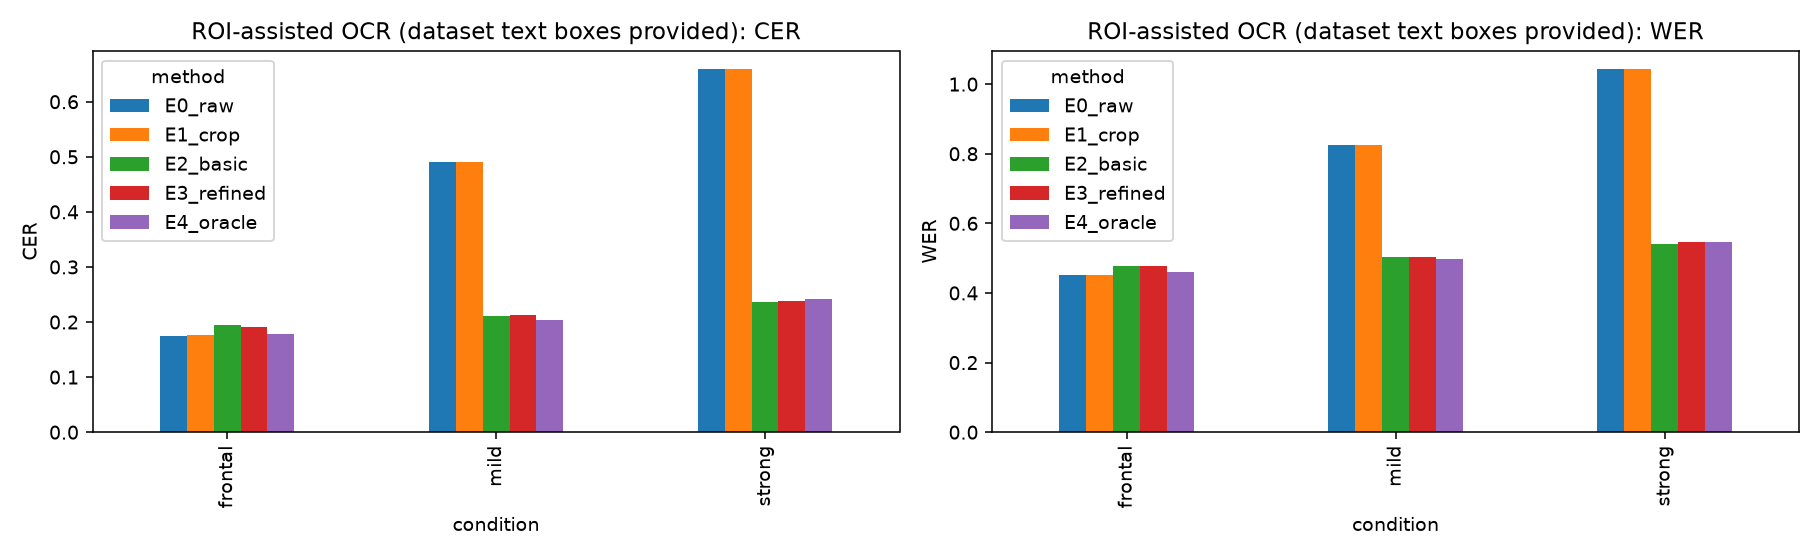 ROI-assisted OCR (dataset text boxes provided): CER
CER
0.6
0.5
0.4
0.3
0.2
0.1
0.0
method
E0_raw
E1_crop
E2_basic
E3_refined
E4_oracle
frontal
mild
strong
condition
ROI-assisted OCR (dataset text boxes provided): WER
WER
1.0
0.8
0.6
0.4
0.2
0.0
method
E0_raw
E1_crop
E2_basic
E3_refined
E4_oracle
frontal
mild
strong
condition